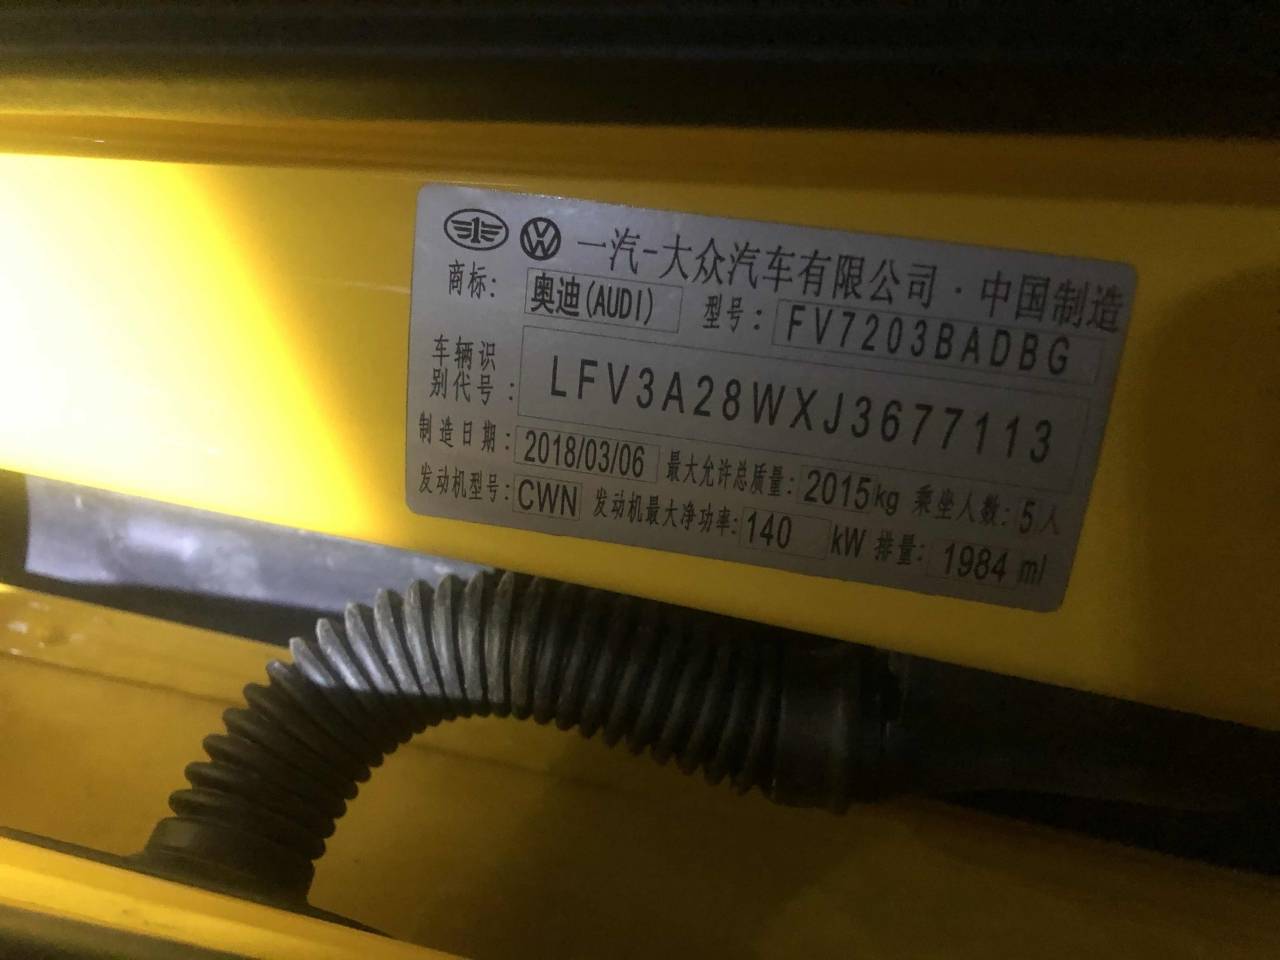 一汽-大众汽车有限公司·中国制造
商标: 奥迪(AUDI) 型号: FV7203BADBG
车辆识别代号: LFV3A28WXJ3677113
制造日期: 2018/03/06 最大允许总质量: 2015kg 乘坐人数: 5人
发动机型号: CWN 发动机最大净功率: 140 kW 排量: 1984 ml